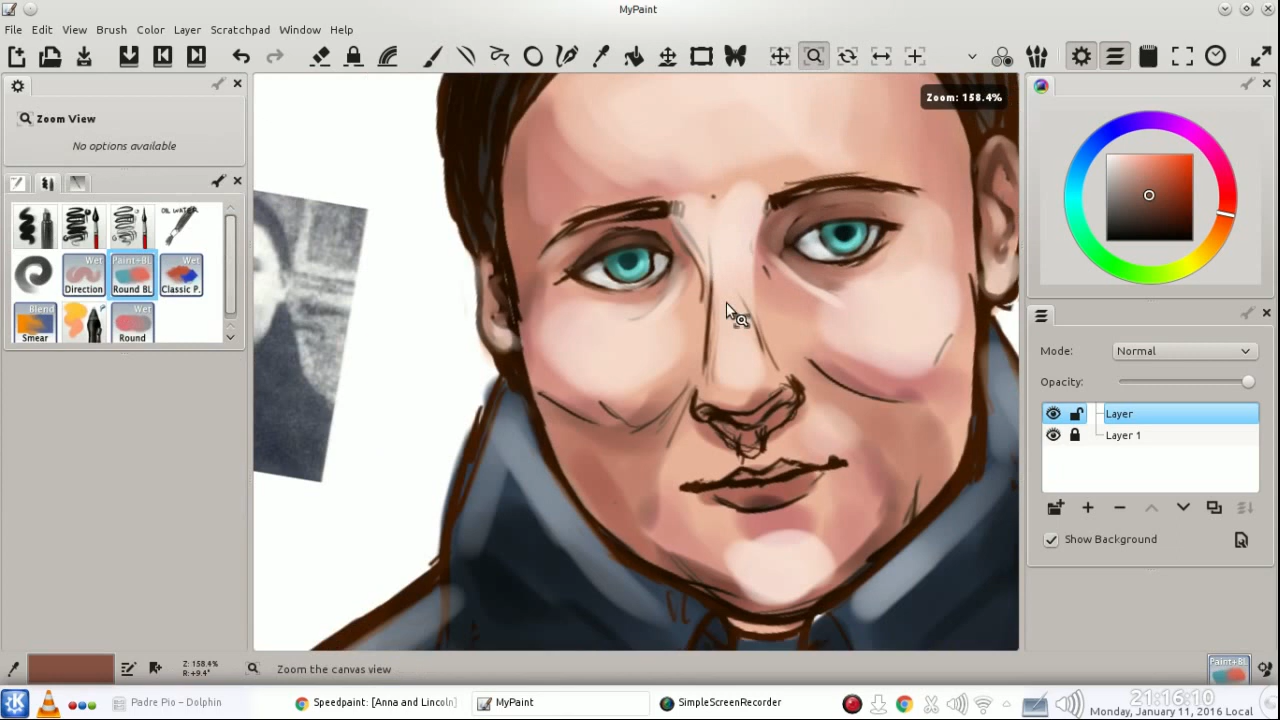 MyPaint
File Edit View Brush Color Layer Scratchpad Window Help
Zoom: 158.4%
Zoom View
No options available
OIL WATER
Wet Direction
Paint+BL Round BL
Wet Classic P.
Blend Smear
Wet Round
Mode: Normal
Opacity:
Layer
Layer 1
Show Background
Z: 158.4%
R: +9.4°
Zoom the canvas view
Paint+BL
Padre Piu - Dolphin
Speedpaint: [Anna and Lincoln]
MyPaint
SimpleScreenRecorder
21:16:10
Monday, January 11, 2016 Local